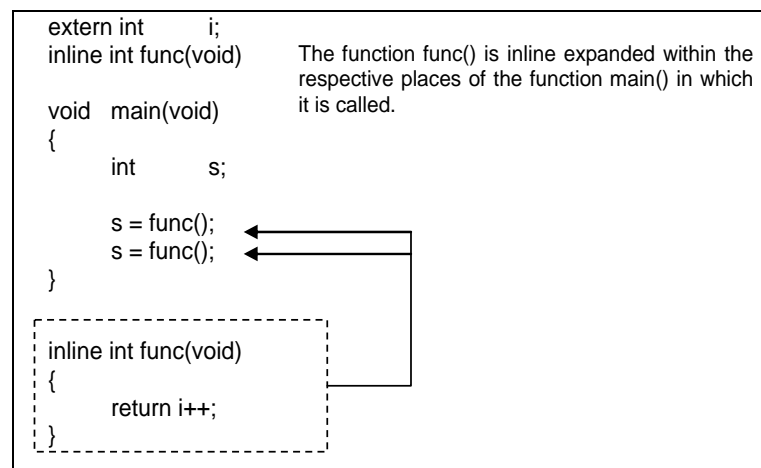 extern int i;
inline int func(void)
The function func() is inline expanded within the
respective places of the function main() in which
it is called.
void main(void)
{
int s;
s = func();
s = func();
}
inline int func(void)
{
return i++;
}